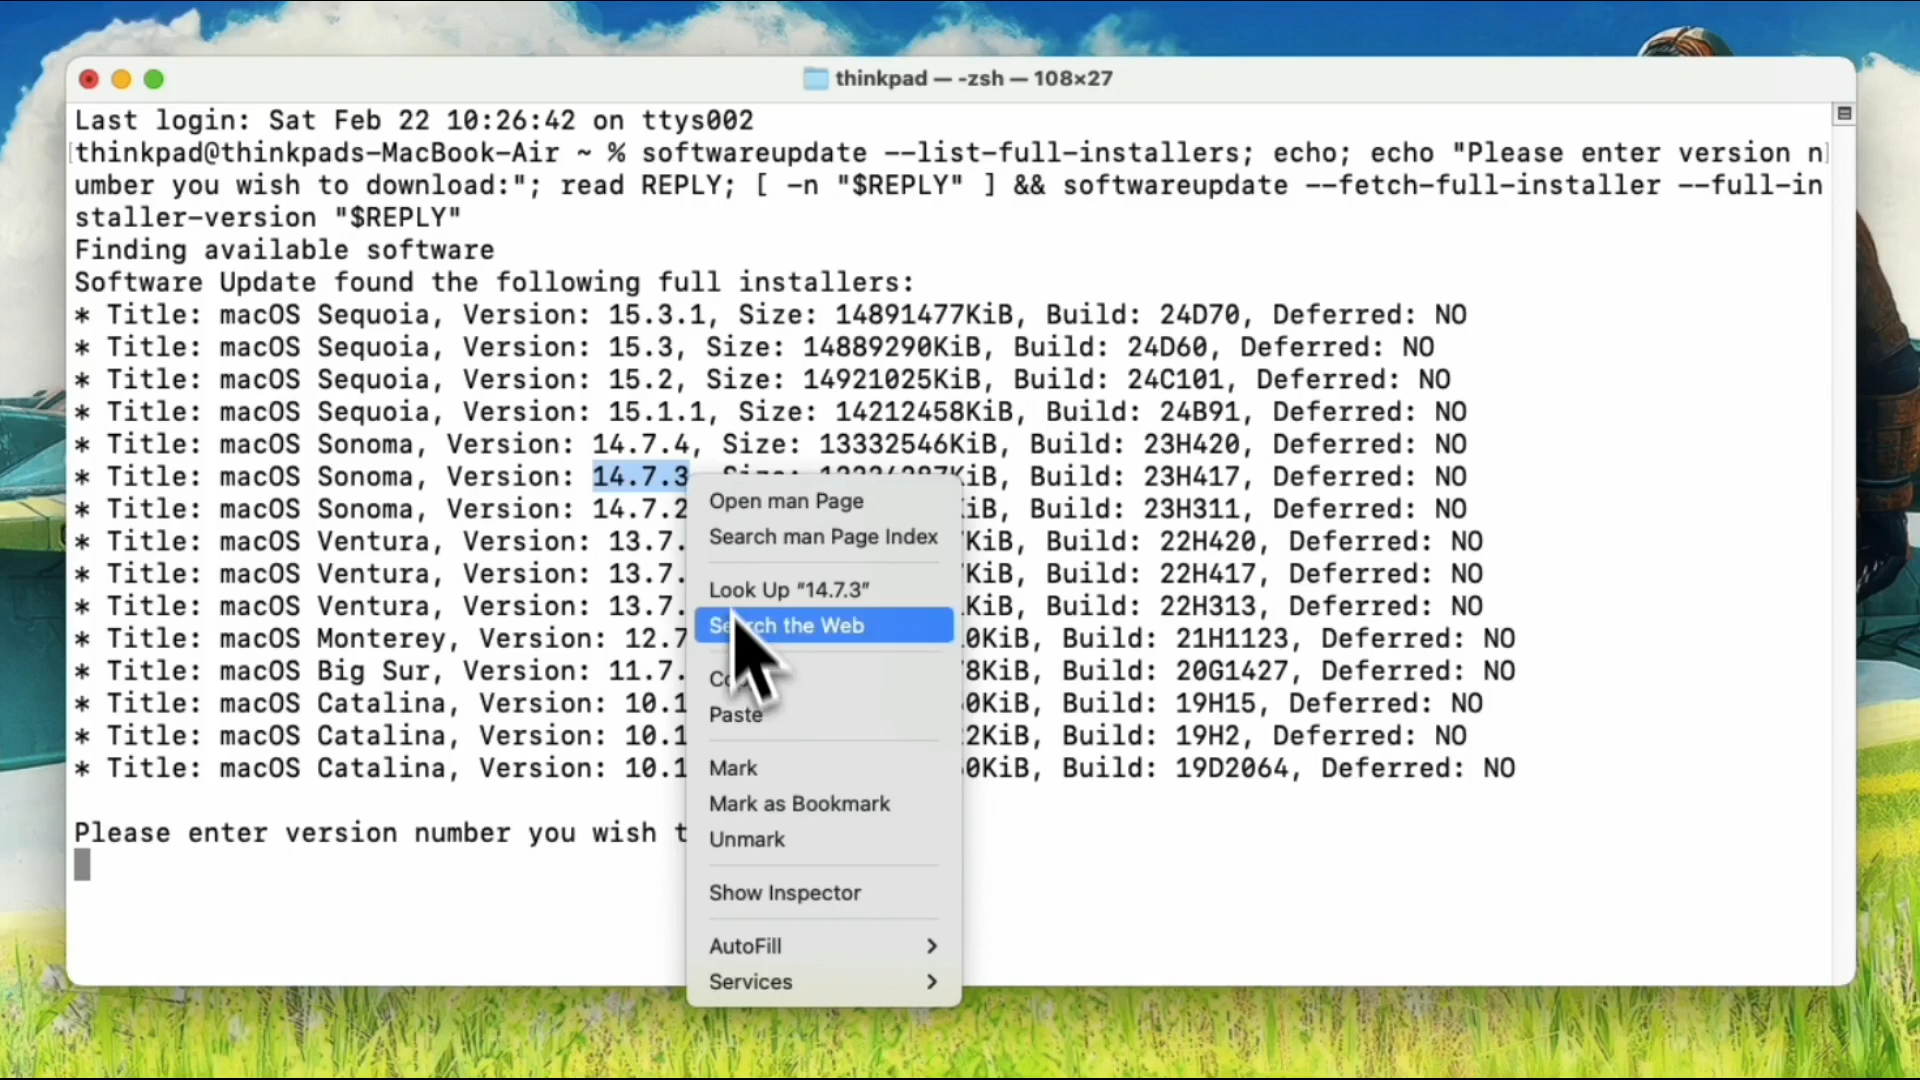 thinkpad — -zsh — 108×27
Last login: Sat Feb 22 10:26:42 on ttys002
thinkpad@thinkpads-MacBook-Air ~ % softwareupdate --list-full-installers; echo; echo "Please enter version n
umber you wish to download:"; read REPLY; [ -n "$REPLY" ] && softwareupdate --fetch-full-installer --full-in
staller-version "$REPLY"
Finding available software
Software Update found the following full installers:
* Title: macOS Sequoia, Version: 15.3.1, Size: 14891477KiB, Build: 24D70, Deferred: NO
* Title: macOS Sequoia, Version: 15.3, Size: 14889290KiB, Build: 24D60, Deferred: NO
* Title: macOS Sequoia, Version: 15.2, Size: 14921025KiB, Build: 24C101, Deferred: NO
* Title: macOS Sequoia, Version: 15.1.1, Size: 14212458KiB, Build: 24B91, Deferred: NO
* Title: macOS Sonoma, Version: 14.7.4, Size: 13332546KiB, Build: 23H420, Deferred: NO
* Title: macOS Sonoma, Version: 14.7.3 KiB, Build: 23H417, Deferred: NO
* Title: macOS Sonoma, Version: 14.7.2 iB, Build: 23H311, Deferred: NO
* Title: macOS Ventura, Version: 13.7. KiB, Build: 22H420, Deferred: NO
* Title: macOS Ventura, Version: 13.7. KiB, Build: 22H417, Deferred: NO
* Title: macOS Ventura, Version: 13.7. KiB, Build: 22H313, Deferred: NO
* Title: macOS Monterey, Version: 12.7 0KiB, Build: 21H1123, Deferred: NO
* Title: macOS Big Sur, Version: 11.7. 8KiB, Build: 20G1427, Deferred: NO
* Title: macOS Catalina, Version: 10.1 0KiB, Build: 19H15, Deferred: NO
* Title: macOS Catalina, Version: 10.1 2KiB, Build: 19H2, Deferred: NO
* Title: macOS Catalina, Version: 10.1 0KiB, Build: 19D2064, Deferred: NO
Please enter version number you wish t
Open man Page
Search man Page Index
Look Up "14.7.3"
Search the Web
Paste
Mark
Mark as Bookmark
Unmark
Show Inspector
AutoFill
Services